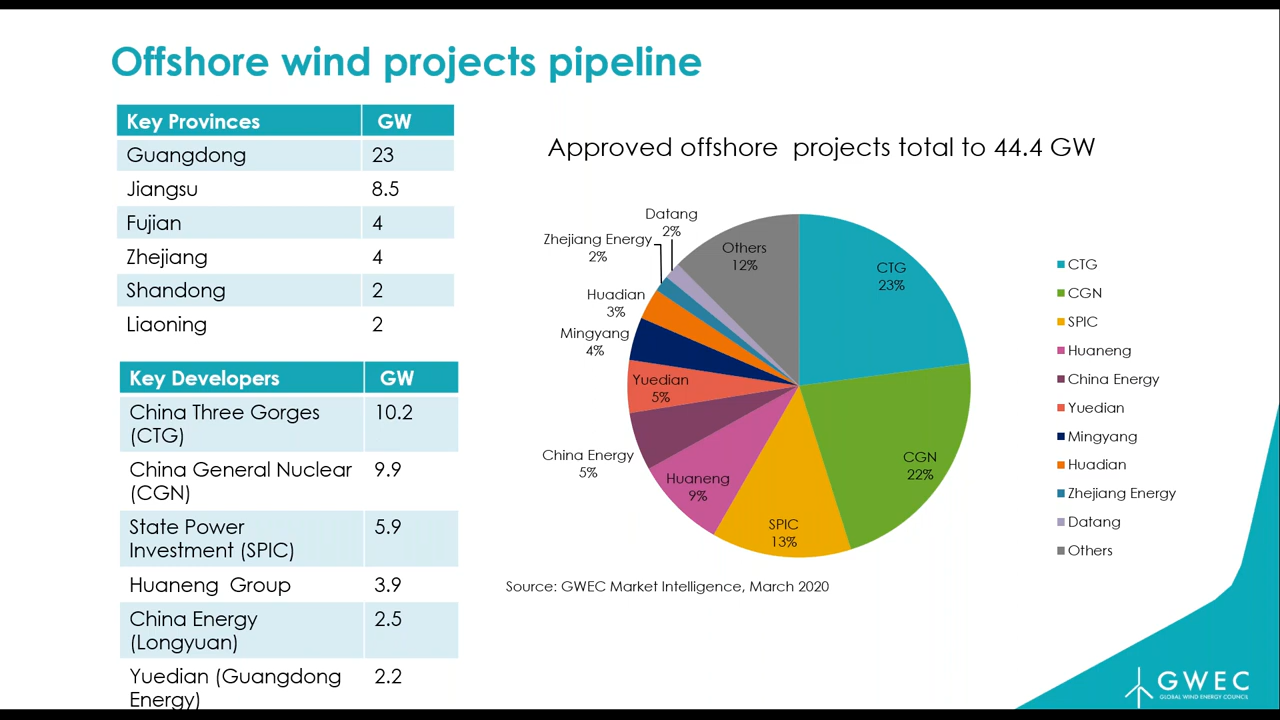 Offshore wind projects pipeline
Key Provinces GW
Guangdong 23
Jiangsu 8.5
Fujian 4
Zhejiang 4
Shandong 2
Liaoning 2
Key Developers GW
China Three Gorges 10.2
(CTG)
China General Nuclear 9.9
(CGN)
State Power 5.9
Investment (SPIC)
Huaneng Group 3.9
China Energy 2.5
(Longyuan)
Yuedian (Guangdong 2.2
Energy)
Approved offshore projects total to 44.4 GW
Datang
2%
Zhejiang Energy
2%
Others
12%
CTG
23%
Huadian
3%
Mingyang
4%
Yuedian
5%
China Energy
5%
Huaneng
9%
SPIC
13%
CGN
22%
CTG
CGN
SPIC
Huaneng
China Energy
Yuedian
Mingyang
Huadian
Zhejiang Energy
Datang
Others
Source: GWEC Market Intelligence, March 2020
GWEC
GLOBAL WIND ENERGY COUNCIL